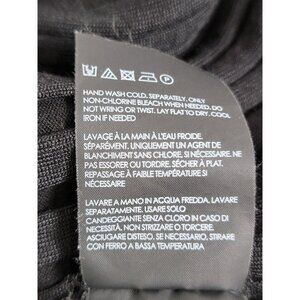 HAND WASH COLD, SEPARATELY, ONLY
NON-CHLORINE BLEACH WHEN NEEDED. DO
NOT TWIST OR WRING. LAY FLAT TO DRY. COOL
IRON IF NEEDED
LAVAGE À LA MAIN À L'EAU FROIDE.
SÉPARÉMENT. UNIQUEMENT UN AGENT DE
BLANCHIMENT SANS CHLORE, SI NÉCESSAIRE. NE
PAS ESSORER OU TORDRE. SÉCHER À PLAT.
REPASSAGE À FAIBLE TEMPÉRATURE SI
NÉCESSAIRE
LAVARE A MANO IN ACQUA FREDDA. LAVARE
SEPARATAMENTE. USARE SOLO
CANDEGGIANTE SENZA CLORO IN CASO DI
NECESSITÀ. NON STRIZZARE O TORCERE.
ASCIUGARE DISTESO. SE NECESSARIO, STIRARE
CON FERRO A BASSA TEMPERATURA